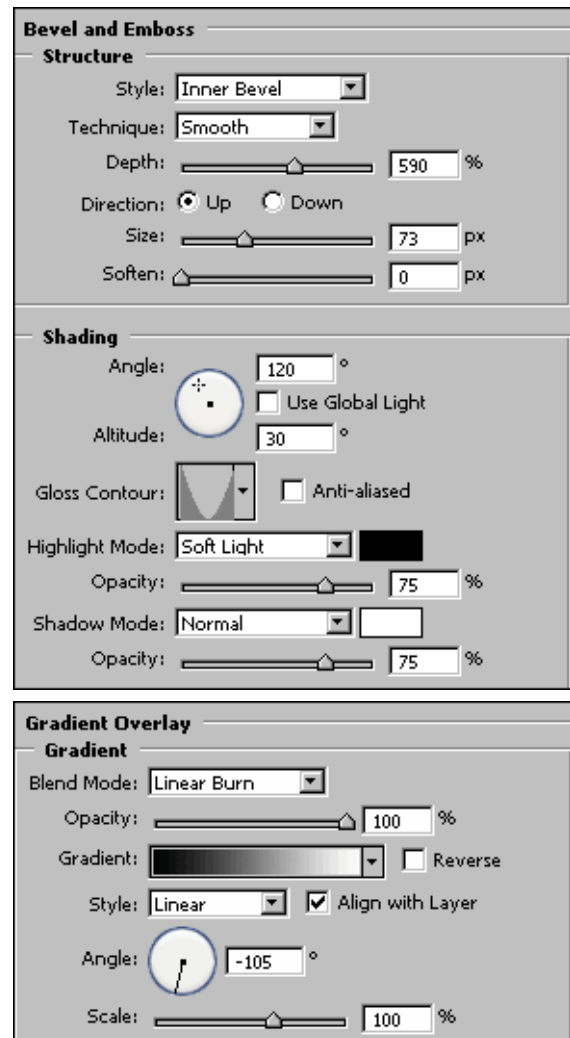 Bevel and Emboss
Structure
Style: Inner Bevel
Technique: Smooth
Depth: 590 %
Direction: Up Down
Size: 73 px
Soften: 0 px
Shading
Angle: 120 °
Use Global Light
Altitude: 30 °
Gloss Contour: Anti-aliased
Highlight Mode: Soft Light
Opacity: 75 %
Shadow Mode: Normal
Opacity: 75 %
Gradient Overlay
Gradient
Blend Mode: Linear Burn
Opacity: 100 %
Gradient: Reverse
Style: Linear Align with Layer
Angle: -105 °
Scale: 100 %